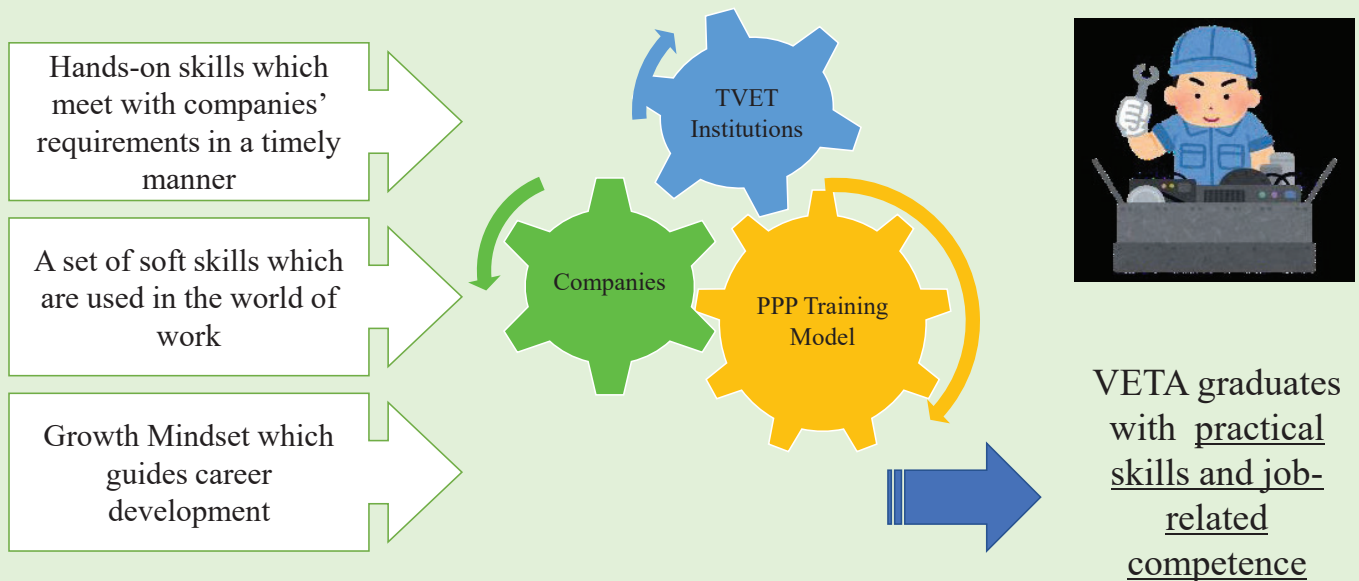 Hands-on skills which
meet with companies’
requirements in a timely
manner
A set of soft skills which
are used in the world of
work
Growth Mindset which
guides career
development
TVET
Institutions
Companies
PPP Training
Model
VETA graduates
with practical
skills and job-
related
competence